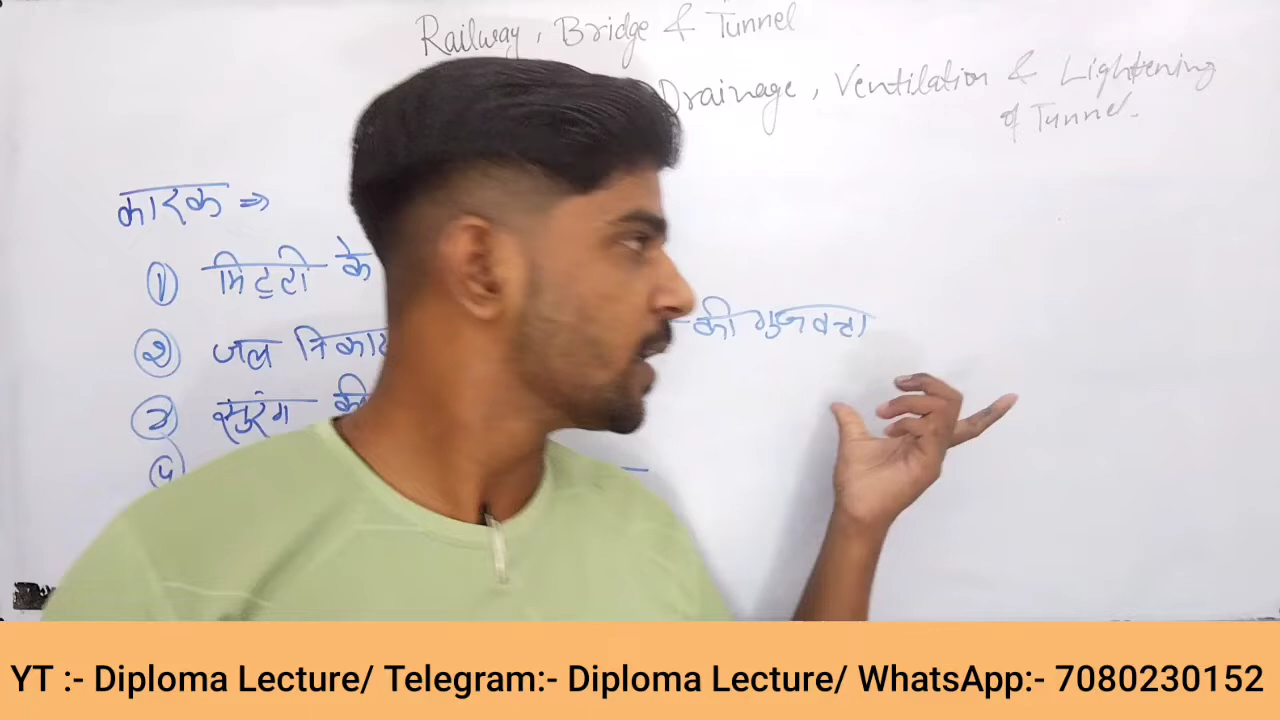 Railway, Bridge & Tunnel
Drainage, Ventilation & Lightening
of Tunnel.
कारक ⇒
① मिट्टी के
② जल निका
की गुणवत्ता
③ सुरंग की
④
YT :- Diploma Lecture/ Telegram:- Diploma Lecture/ WhatsApp:- 7080230152